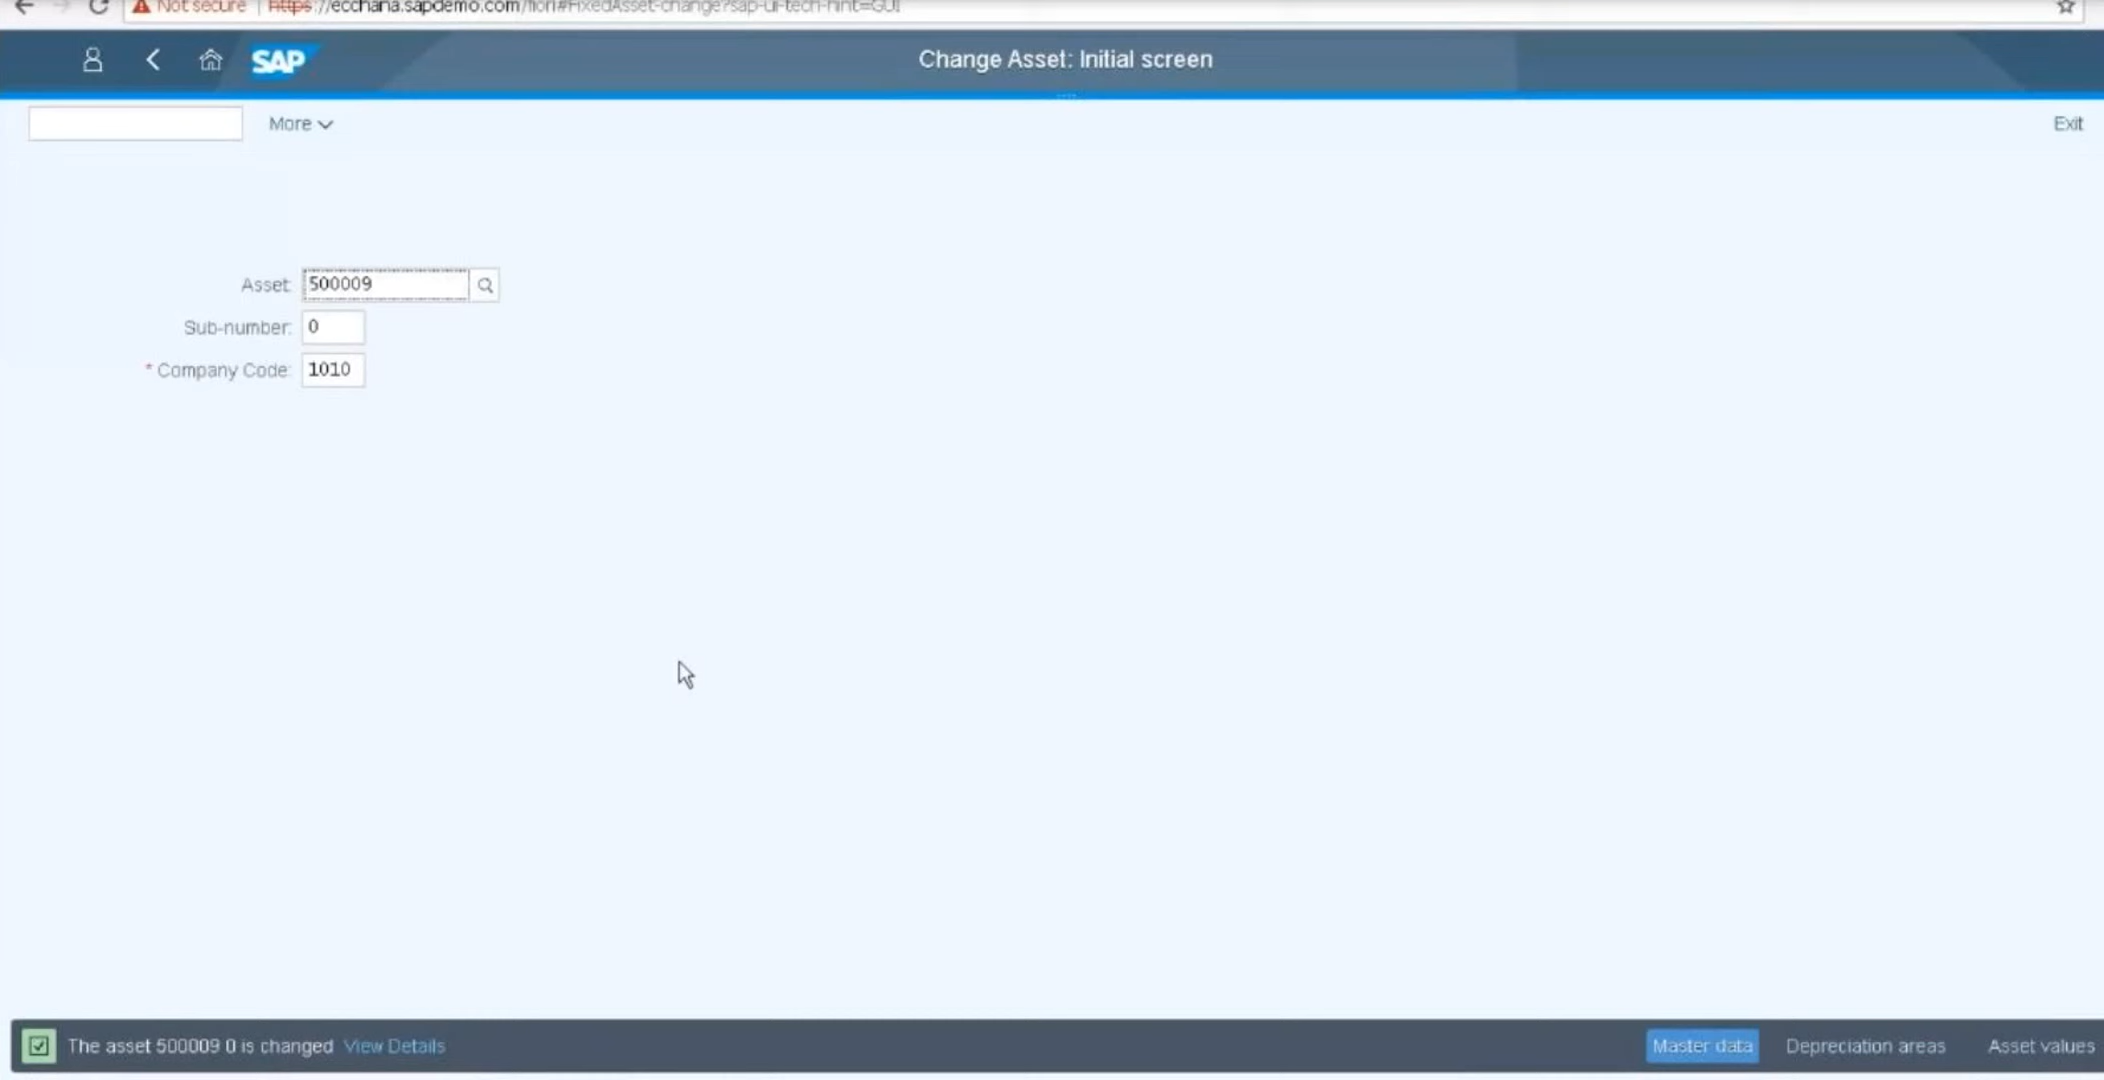 Not secure | https://ecchana.sapdemo.com/fiori#FixedAsset-change?sap-ui-tech-hint=GUI
SAP
Change Asset: Initial screen
More
Exit
Asset: 500009
Sub-number: 0
* Company Code: 1010
The asset 500009 0 is changed View Details
Master data
Depreciation areas
Asset values